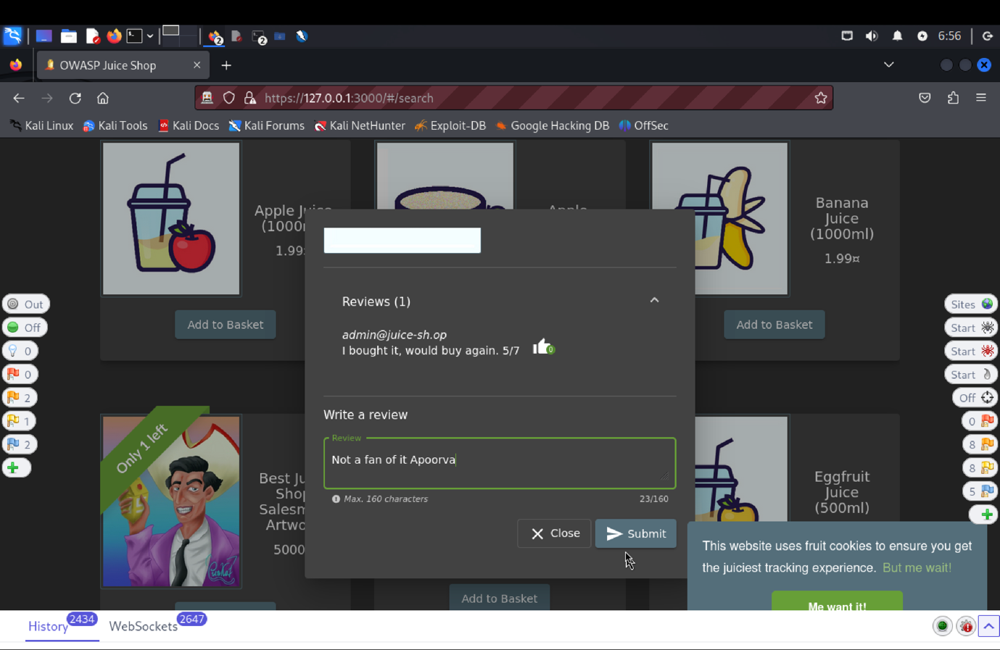 2
2
6:56
OWASP Juice Shop
https://127.0.0.1:3000/#/search
Kali Linux
Kali Tools
Kali Docs
Kali Forums
Kali NetHunter
Exploit-DB
Google Hacking DB
OffSec
Apple Juice
(1000m
1.99¤
Apple
Banana
Juice
(1000ml)
1.99¤
Add to Basket
Add to Basket
Reviews (1)
admin@juice-sh.op
I bought it, would buy again. 5/7
0
Write a review
Review
Not a fan of it Apoorva
Max. 160 characters
23/160
Close
Submit
Out
Off
0
0
2
1
2
Sites
Start
Start
Start
Off
0
8
8
5
Only 1 left
Best Ju
Shop
Salesm
Artwo
5000
Eggfruit
Juice
(500ml)
Add to Basket
This website uses fruit cookies to ensure you get
the juiciest tracking experience. But me wait!
Me want it!
History 2434
WebSockets 2647